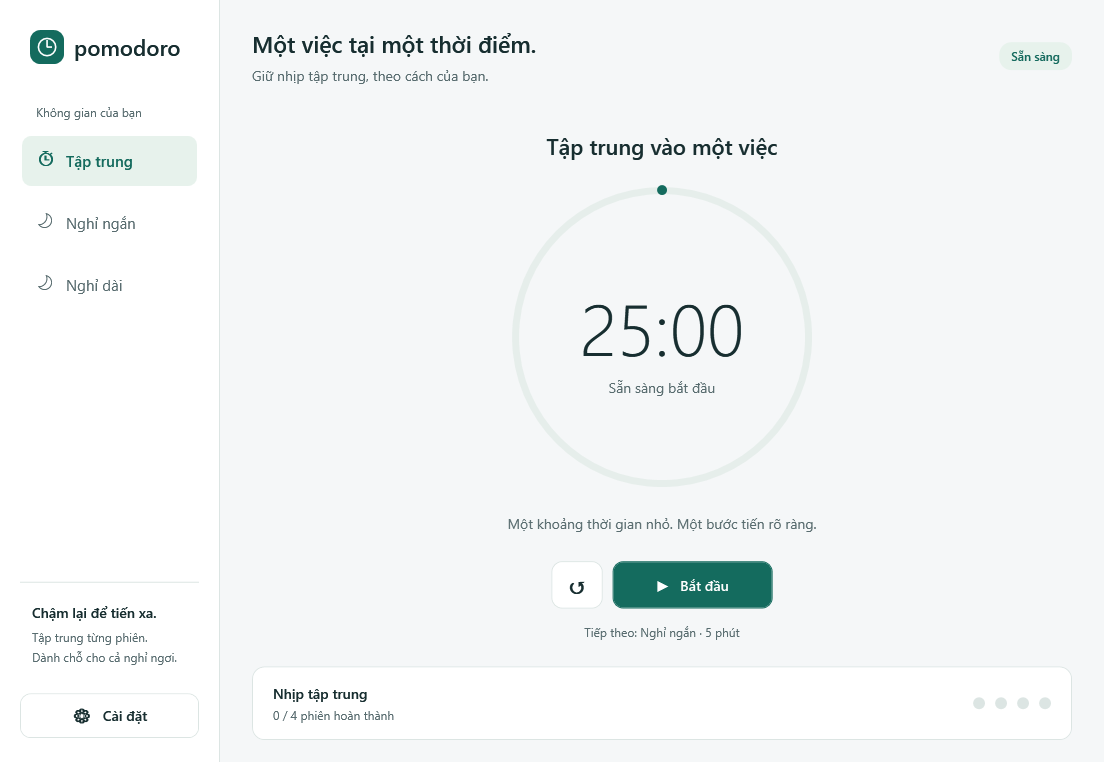 pomodoro
Không gian của bạn
Tập trung
Nghỉ ngắn
Nghỉ dài
Chậm lại để tiến xa.
Tập trung từng phiên.
Dành chỗ cho cả nghỉ ngơi.
Cài đặt
Một việc tại một thời điểm.
Giữ nhịp tập trung, theo cách của bạn.
Sẵn sàng
Tập trung vào một việc
25:00
Sẵn sàng bắt đầu
Một khoảng thời gian nhỏ. Một bước tiến rõ ràng.
Bắt đầu
Tiếp theo: Nghỉ ngắn · 5 phút
Nhịp tập trung
0 / 4 phiên hoàn thành